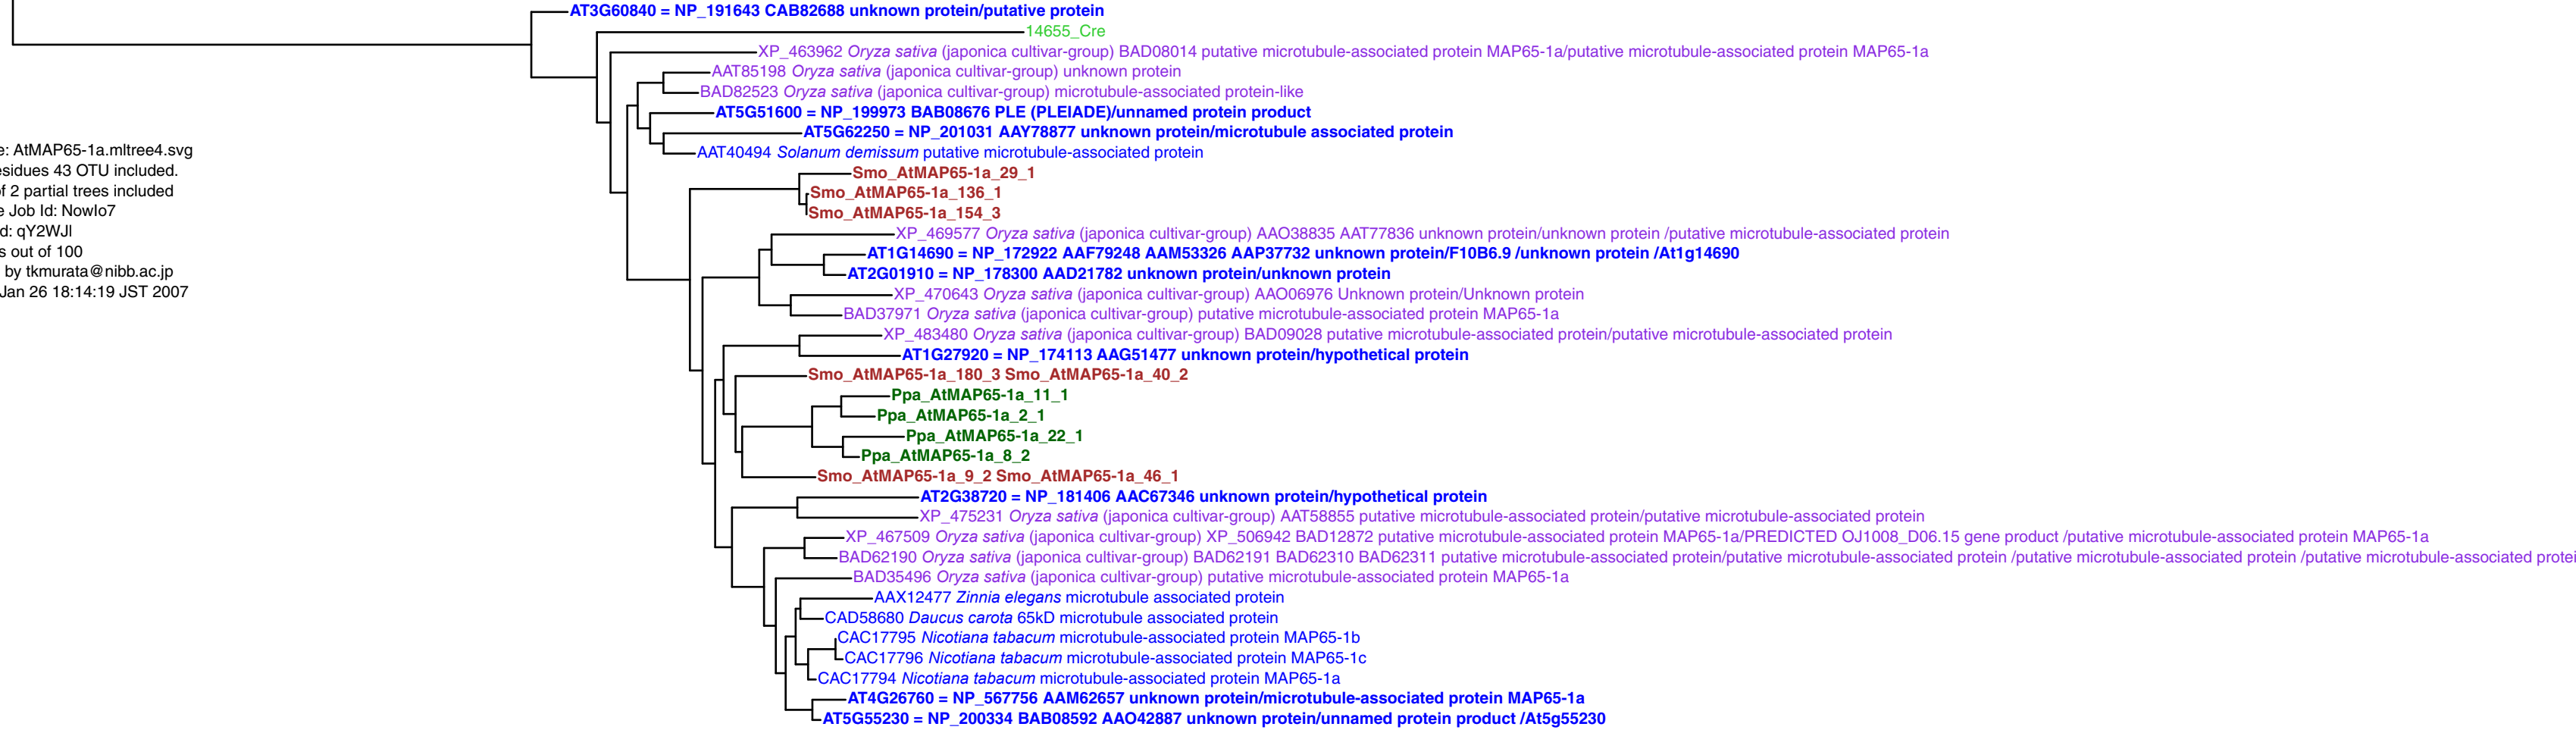 AT3G60840 = NP_191643 CAB82688 unknown protein/putative protein
14655_Cre
XP_463962 Oryza sativa (japonica cultivar-group) BAD08014 putative microtubule-associated protein MAP65-1a/putative microtubule-associated protein MAP65-1a
AAT85198 Oryza sativa (japonica cultivar-group) unknown protein
BAD82523 Oryza sativa (japonica cultivar-group) microtubule-associated protein-like
AT5G51600 = NP_199973 BAB08676 PLE (PLEIADE)/unnamed protein product
AT5G62250 = NP_201031 AAY78877 unknown protein/microtubule associated protein
e: AtMAP65-1a.mltree4.svg
AAT40494 Solanum demissum putative microtubule-associated protein
esidues 43 OTU included.
Smo_AtMAP65-1a_29_1
of 2 partial trees included
Smo_AtMAP65-1a_136_1
e Job Id: NowIo7
Smo_AtMAP65-1a_154_3
d: qY2WJl
XP_469577 Oryza sativa (japonica cultivar-group) AAO38835 AAT77836 unknown protein/unknown protein /putative microtubule-associated protein
s out of 100
AT1G14690 = NP_172922 AAF79248 AAM53326 AAP37732 unknown protein/F10B6.9 /unknown protein /At1g14690
by tkmurata@nibb.ac.jp
AT2G01910 = NP_178300 AAD21782 unknown protein/unknown protein
Jan 26 18:14:19 JST 2007
XP_470643 Oryza sativa (japonica cultivar-group) AAO06976 Unknown protein/Unknown protein
BAD37971 Oryza sativa (japonica cultivar-group) putative microtubule-associated protein MAP65-1a
XP_483480 Oryza sativa (japonica cultivar-group) BAD09028 putative microtubule-associated protein/putative microtubule-associated protein
AT1G27920 = NP_174113 AAG51477 unknown protein/hypothetical protein
Smo_AtMAP65-1a_180_3 Smo_AtMAP65-1a_40_2
Ppa_AtMAP65-1a_11_1
Ppa_AtMAP65-1a_2_1
Ppa_AtMAP65-1a_22_1
Ppa_AtMAP65-1a_8_2
Smo_AtMAP65-1a_9_2 Smo_AtMAP65-1a_46_1
AT2G38720 = NP_181406 AAC67346 unknown protein/hypothetical protein
XP_475231 Oryza sativa (japonica cultivar-group) AAT58855 putative microtubule-associated protein/putative microtubule-associated protein
XP_467509 Oryza sativa (japonica cultivar-group) XP_506942 BAD12872 putative microtubule-associated protein MAP65-1a/PREDICTED OJ1008_D06.15 gene product /putative microtubule-associated protein MAP65-1a
BAD62190 Oryza sativa (japonica cultivar-group) BAD62191 BAD62310 BAD62311 putative microtubule-associated protein/putative microtubule-associated protein /putative microtubule-associated protein /putative microtubule-associated protei
BAD35496 Oryza sativa (japonica cultivar-group) putative microtubule-associated protein MAP65-1a
AAX12477 Zinnia elegans microtubule associated protein
CAD58680 Daucus carota 65kD microtubule associated protein
CAC17795 Nicotiana tabacum microtubule-associated protein MAP65-1b
CAC17796 Nicotiana tabacum microtubule-associated protein MAP65-1c
CAC17794 Nicotiana tabacum microtubule-associated protein MAP65-1a
AT4G26760 = NP_567756 AAM62657 unknown protein/microtubule-associated protein MAP65-1a
AT5G55230 = NP_200334 BAB08592 AAO42887 unknown protein/unnamed protein product /At5g55230